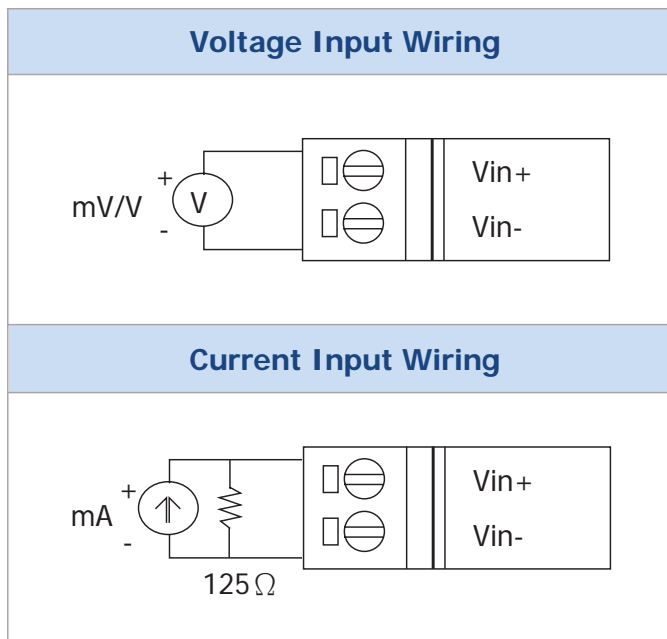 Voltage Input Wiring
+
mV/V
V
-
Vin+
Vin-
Current Input Wiring
+
mA
-
125Ω
Vin+
Vin-